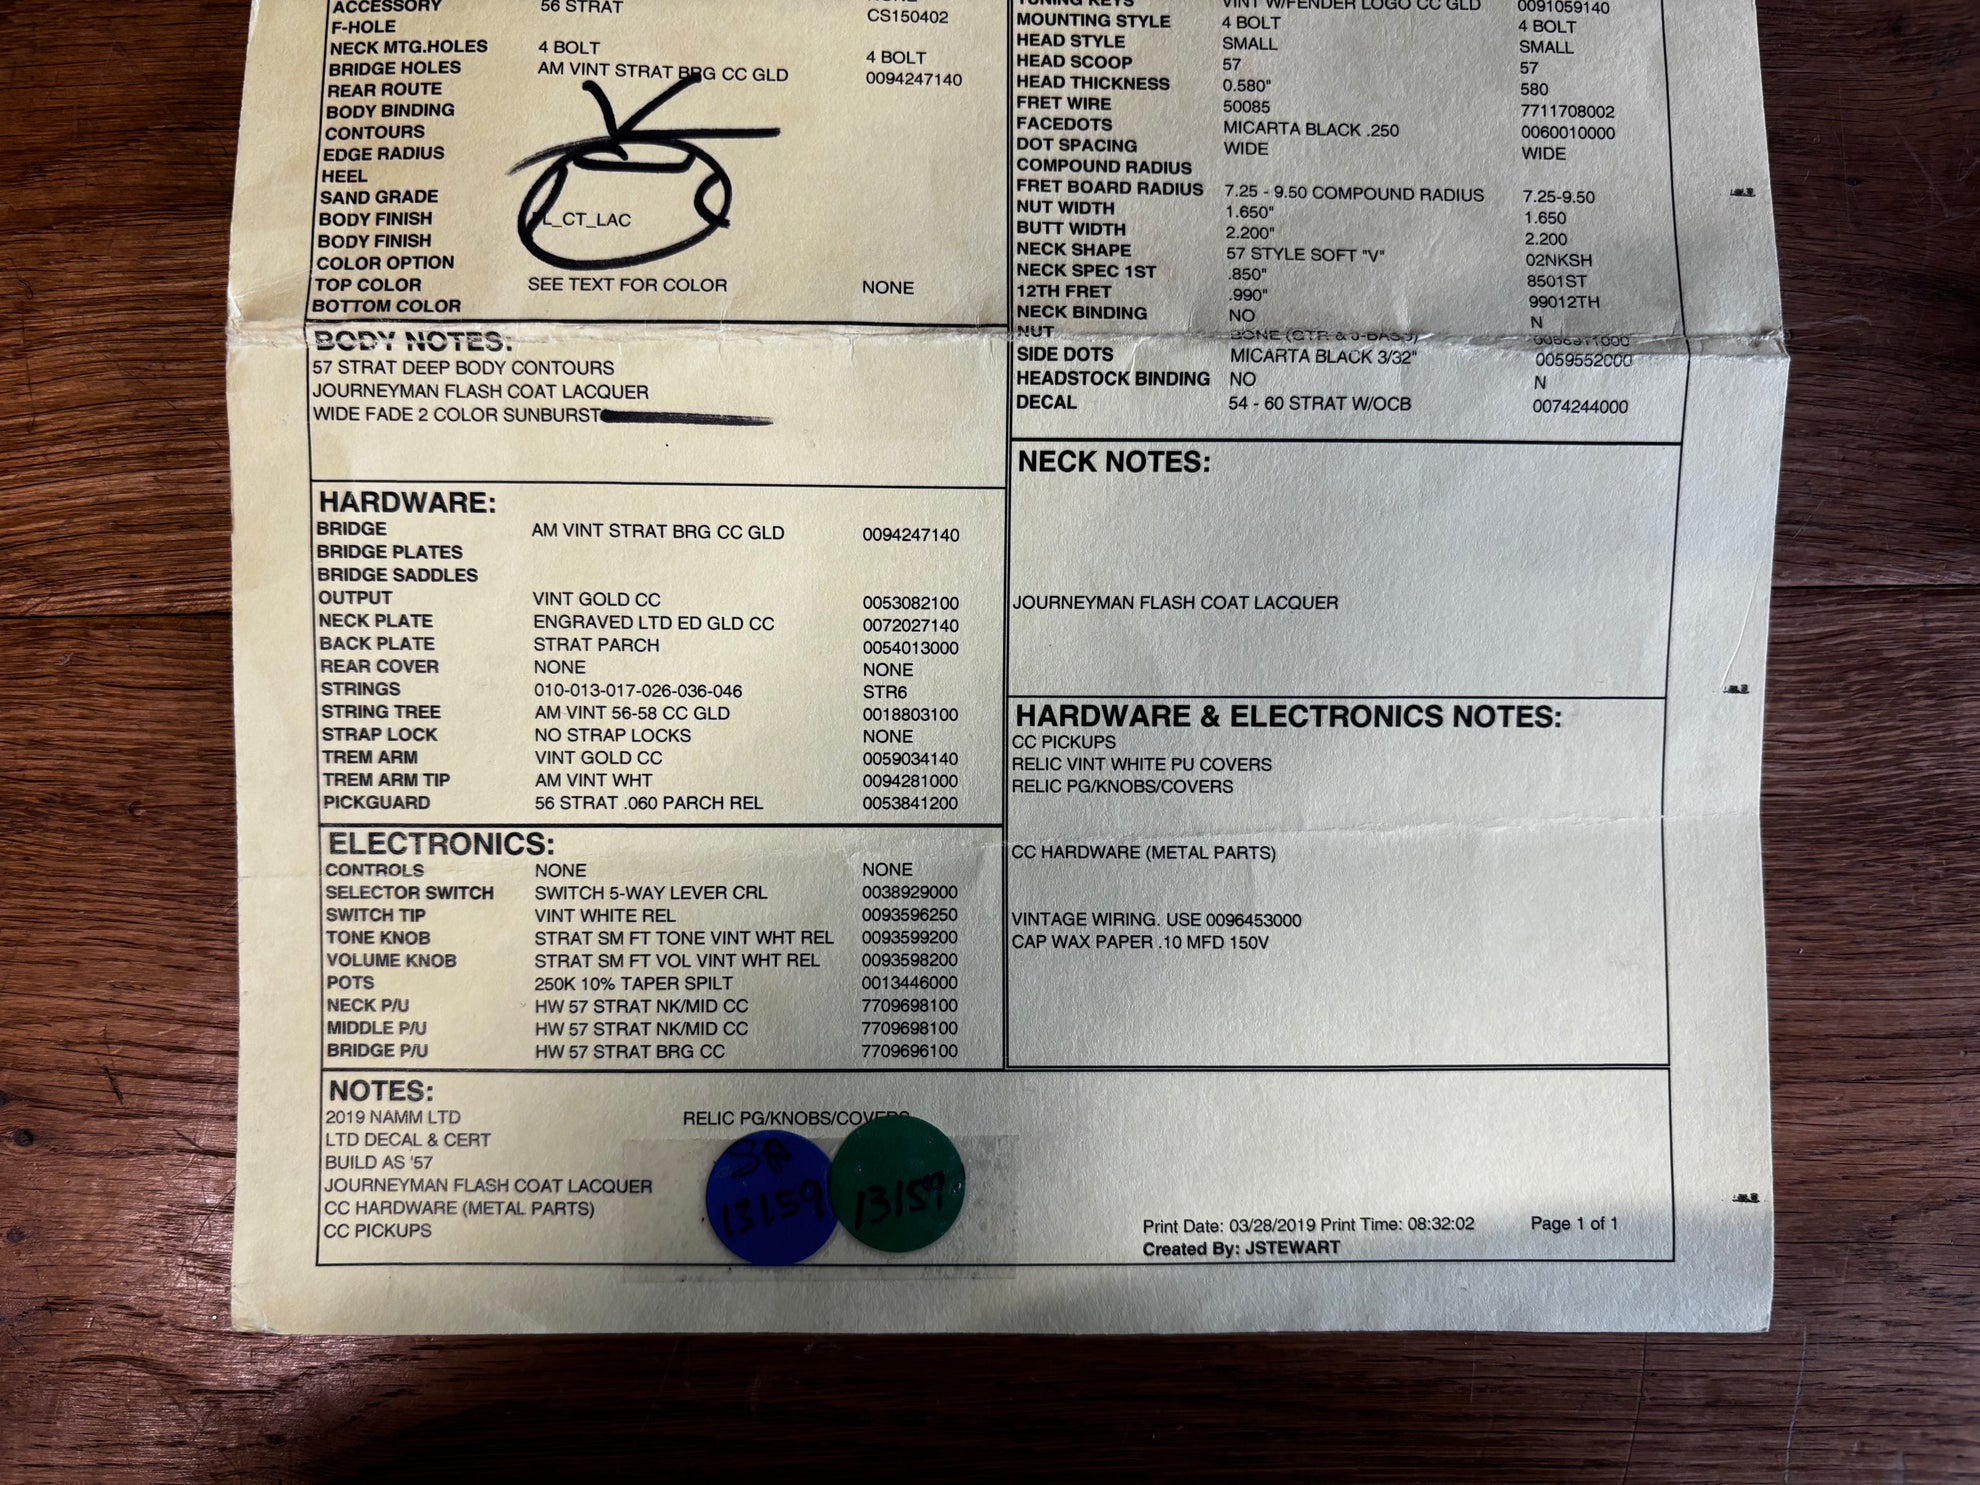 ACCESSORY 56 STRAT
F-HOLE CS150402
NECK MTG.HOLES 4 BOLT 4 BOLT
BRIDGE HOLES AM VINT STRAT BRG CC GLD 0094247140
REAR ROUTE
BODY BINDING
CONTOURS
EDGE RADIUS
HEEL
SAND GRADE
BODY FINISH L_CT_LAC
BODY FINISH
COLOR OPTION
TOP COLOR SEE TEXT FOR COLOR NONE
BOTTOM COLOR
BODY NOTES:
57 STRAT DEEP BODY CONTOURS
JOURNEYMAN FLASH COAT LACQUER
WIDE FADE 2 COLOR SUNBURST
HARDWARE:
BRIDGE AM VINT STRAT BRG CC GLD 0094247140
BRIDGE PLATES
BRIDGE SADDLES
OUTPUT VINT GOLD CC 0053082100
NECK PLATE ENGRAVED LTD ED GLD CC 0072027140
BACK PLATE STRAT PARCH 0054013000
REAR COVER NONE NONE
STRINGS 010-013-017-026-036-046 STR6
STRING TREE AM VINT 56-58 CC GLD 0018803100
STRAP LOCK NO STRAP LOCKS NONE
TREM ARM VINT GOLD CC 0059034140
TREM ARM TIP AM VINT WHT 0094281000
PICKGUARD 56 STRAT .060 PARCH REL 0053841200
ELECTRONICS:
CONTROLS NONE NONE
SELECTOR SWITCH SWITCH 5-WAY LEVER CRL 0038929000
SWITCH TIP VINT WHITE REL 0093596250
TONE KNOB STRAT SM FT TONE VINT WHT REL 0093599200
VOLUME KNOB STRAT SM FT VOL VINT WHT REL 0093598200
POTS 250K 10% TAPER SPILT 0013446000
NECK P/U HW 57 STRAT NK/MID CC 7709698100
MIDDLE P/U HW 57 STRAT NK/MID CC 7709698100
BRIDGE P/U HW 57 STRAT BRG CC 7709696100
TUNING KEYS VINT W/FENDER LOGO CC GLD 0091059140
MOUNTING STYLE 4 BOLT 4 BOLT
HEAD STYLE SMALL SMALL
HEAD SCOOP 57 57
HEAD THICKNESS 0.580" 580
FRET WIRE 50085 7711708002
FACEDOTS MICARTA BLACK .250 0060010000
DOT SPACING WIDE WIDE
COMPOUND RADIUS
FRET BOARD RADIUS 7.25 - 9.50 COMPOUND RADIUS 7.25-9.50
NUT WIDTH 1.650" 1.650
BUTT WIDTH 2.200" 2.200
NECK SHAPE 57 STYLE SOFT "V" 02NKSH
NECK SPEC 1ST .850" 8501ST
12TH FRET .990" 99012TH
NECK BINDING NO N
NUT BONE (GTR & J-BASS)
SIDE DOTS MICARTA BLACK 3/32" 0059552000
HEADSTOCK BINDING NO N
DECAL 54 - 60 STRAT W/OCB 0074244000
NECK NOTES:
JOURNEYMAN FLASH COAT LACQUER
HARDWARE & ELECTRONICS NOTES:
CC PICKUPS
RELIC VINT WHITE PU COVERS
RELIC PG/KNOBS/COVERS
CC HARDWARE (METAL PARTS)
VINTAGE WIRING. USE 0096453000
CAP WAX PAPER .10 MFD 150V
NOTES:
2019 NAMM LTD RELIC PG/KNOBS/COVERS
LTD DECAL & CERT
BUILD AS '57
JOURNEYMAN FLASH COAT LACQUER
CC HARDWARE (METAL PARTS)
CC PICKUPS
13159
13159
Print Date: 03/28/2019 Print Time: 08:32:02 Page 1 of 1
Created By: JSTEWART